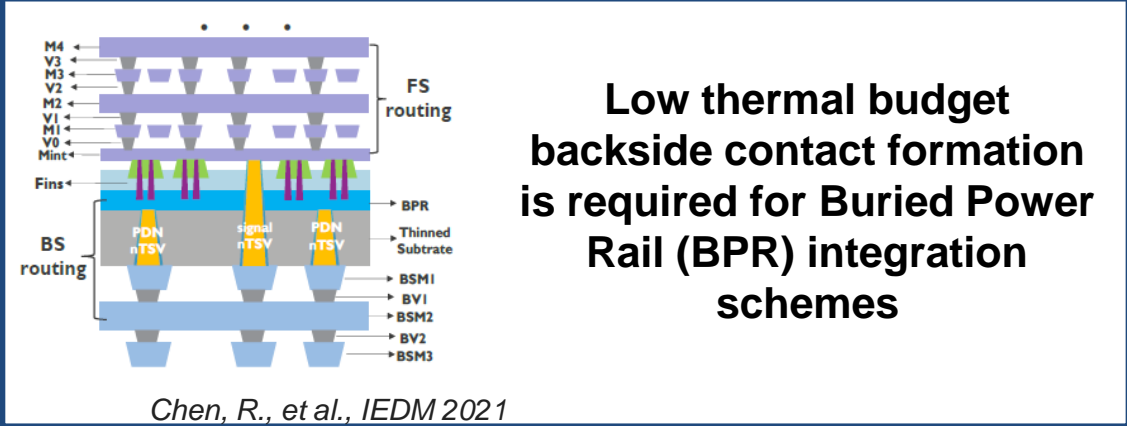 M4
V3
M3
V2
M2
V1
M1
V0
Mint
Fins
FS
routing
BS
routing
PDN
nTSV
signal
nTSV
PDN
nTSV
BPR
Thinned
Substrate
BSM1
BV1
BSM2
BV2
BSM3
Chen, R., et al., IEDM 2021
Low thermal budget
backside contact formation
is required for Buried Power
Rail (BPR) integration
schemes